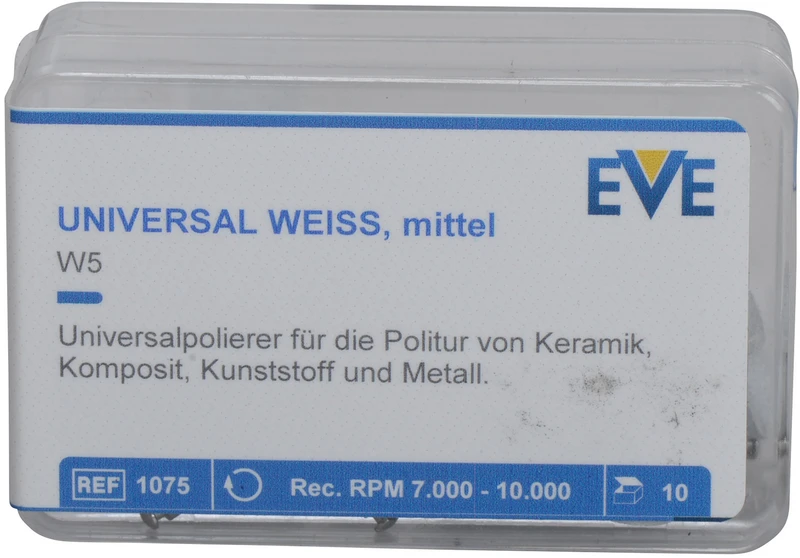 EVE
UNIVERSAL WEISS, mittel
W5
Universalpolierer für die Politur von Keramik,
Komposit, Kunststoff und Metall.
REF 1075 Rec. RPM 7.000 - 10.000 10